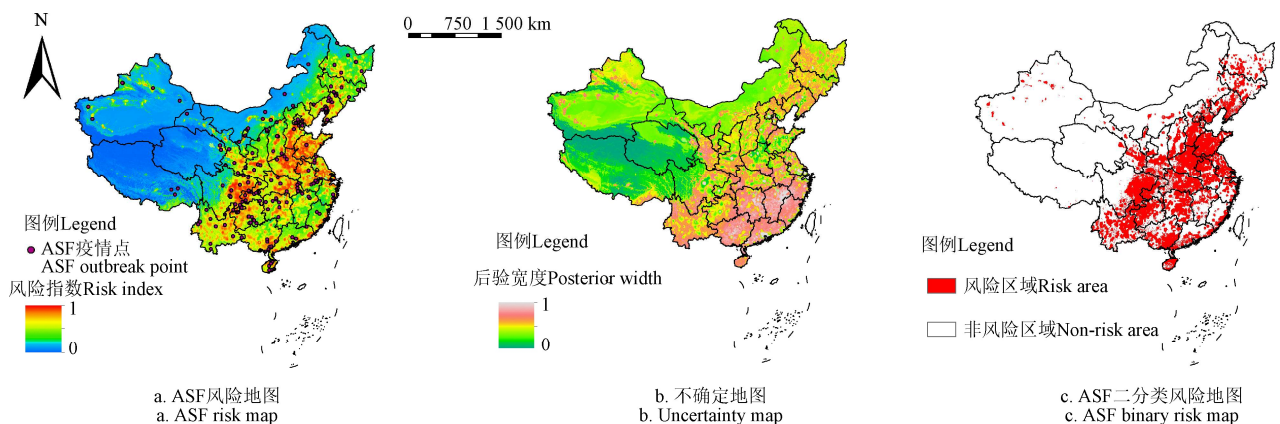 N
0 750 1 500 km
图例Legend
ASF疫情点
ASF outbreak point
风险指数Risk index
1
0
a. ASF风险地图
a. ASF risk map
图例Legend
后验宽度Posterior width
1
0
b. 不确定地图
b. Uncertainty map
图例Legend
风险区域Risk area
非风险区域Non-risk area
c. ASF二分类风险地图
c. ASF binary risk map